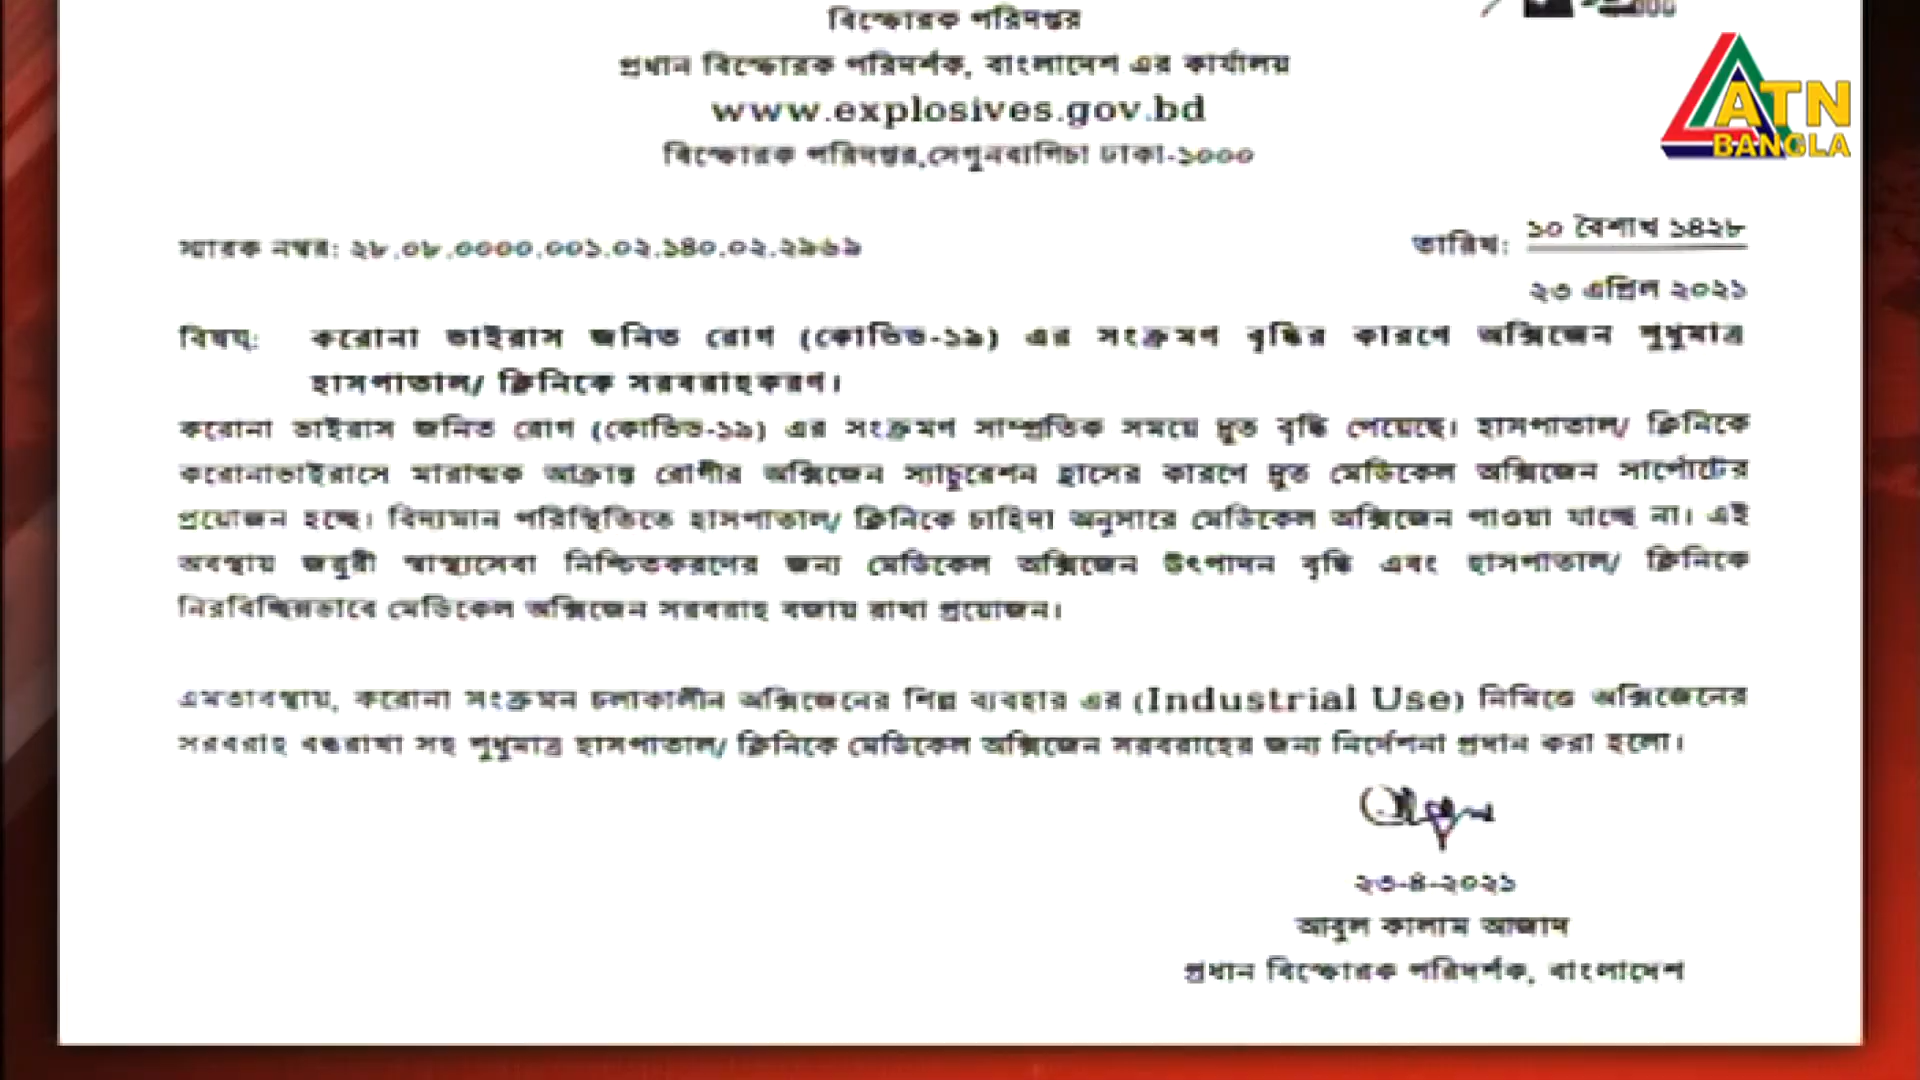 বিস্ফোরক পরিদপ্তর
প্রধান বিস্ফোরক পরিদর্শক, বাংলাদেশ এর কার্যালয়
www.explosives.gov.bd
বিস্ফোরক পরিদপ্তর,সেগুনবাগিচা ঢাকা-১০০০
ATN
BANGLA
স্মারক নম্বর: ২৮.০৮.০০০০.০০১.০২.১৪০.০২.২৯৬৯
তারিখ: ১০ বৈশাখ ১৪২৮
২৩ এপ্রিল ২০২১
বিষয়: করোনা ভাইরাস জনিত রোগ (কোভিড-১৯) এর সংক্রমণ বৃদ্ধির কারণে অক্সিজেন শুধুমাত্র
হাসপাতাল/ ক্লিনিকে সরবরাহকরণ।
করোনা ভাইরাস জনিত রোগ (কোভিড-১৯) এর সংক্রমণ সাম্প্রতিক সময়ে দ্রুত বৃদ্ধি পেয়েছে। হাসপাতাল/ ক্লিনিকে
করোনাভাইরাসে মারাত্মক আক্রান্ত রোগীর অক্সিজেন স্যাচুরেশন হ্রাসের কারণে দ্রুত মেডিকেল অক্সিজেন সার্পোটের
প্রয়োজন হচ্ছে। বিদ্যমান পরিস্থিতিতে হাসপাতাল/ ক্লিনিকে চাহিদা অনুসারে মেডিকেল অক্সিজেন পাওয়া যাচ্ছে না। এই
অবস্থায় জরুরী স্বাস্থ্যসেবা নিশ্চিতকরণের জন্য মেডিকেল অক্সিজেন উৎপাদন বৃদ্ধি এবং হাসপাতাল/ ক্লিনিকে
নিরবিচ্ছিন্নভাবে মেডিকেল অক্সিজেন সরবরাহ বজায় রাখা প্রয়োজন।
এমতাবস্থায়, করোনা সংক্রমন চলাকালীন অক্সিজেনের শিল্প ব্যবহার এর (Industrial Use) নিমিত্তে অক্সিজেনের
সরবরাহ বন্ধরাখা সহ শুধুমাত্র হাসপাতাল/ ক্লিনিকে মেডিকেল অক্সিজেন সরবরাহের জন্য নির্দেশনা প্রদান করা হলো।
২৩-৪-২০২১
আবুল কালাম আজাদ
প্রধান বিস্ফোরক পরিদর্শক, বাংলাদেশ